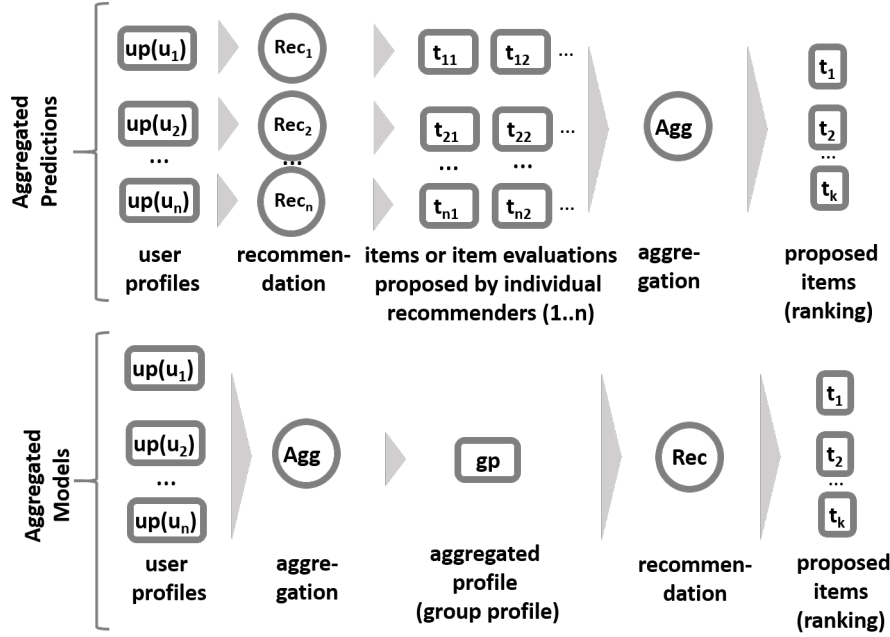 Aggregated
Predictions
up(u1) Rec1 t11 t12 ...
up(u2) Rec2 t21 t22 ...
... ... ... ... ...
up(un) Recn tn1 tn2 ...
Agg
t1
t2
...
tk
user
profiles
recommen-
dation
items or item evaluations
proposed by individual
recommenders (1..n)
aggre-
gation
proposed
items
(ranking)
Aggregated
Models
up(u1)
up(u2)
...
up(un)
Agg
gp
Rec
t1
t2
...
tk
user
profiles
aggre-
gation
aggregated
profile
(group profile)
recommen-
dation
proposed
items
(ranking)